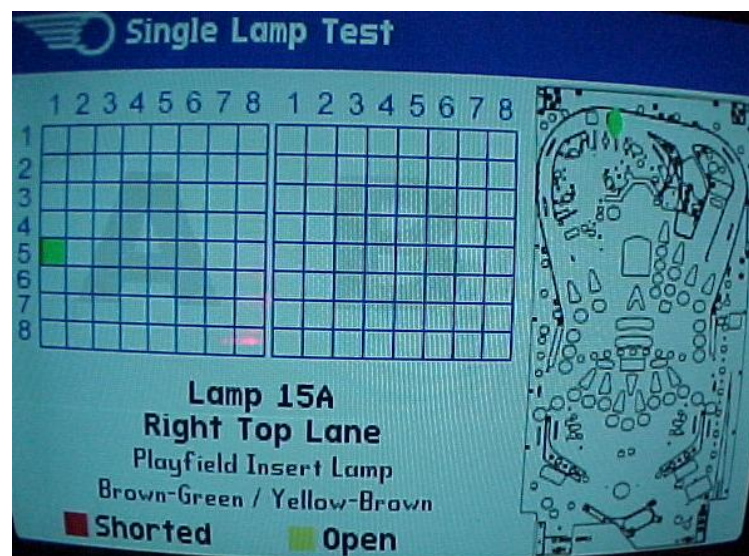 Single Lamp Test
1 2 3 4 5 6 7 8 1 2 3 4 5 6 7 8
1
2
3
4
5
6
7
8
A
Lamp 15A
Right Top Lane
Playfield Insert Lamp
Brown-Green / Yellow-Brown
Shorted Open